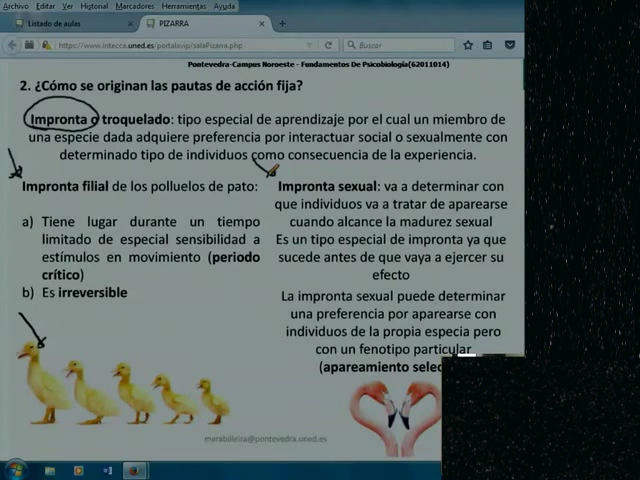 Archivo Editar Ver Historial Marcadores Herramientas Ayuda
Listado de aulas
PIZARRA
https://www.intecca.uned.es/portalavip/salaPizarra.php
Buscar
Pontevedra-Campus Noroeste - Fundamentos De Psicobiología(62011014)
2. ¿Cómo se originan las pautas de acción fija?
Impronta o troquelado: tipo especial de aprendizaje por el cual un miembro de
una especie dada adquiere preferencia por interactuar social o sexualmente con
determinado tipo de individuos como consecuencia de la experiencia.
Impronta filial de los polluelos de pato:
a) Tiene lugar durante un tiempo
limitado de especial sensibilidad a
estímulos en movimiento (periodo
crítico)
b) Es irreversible
Impronta sexual: va a determinar con
que individuos va a tratar de aparearse
cuando alcance la madurez sexual
Es un tipo especial de impronta ya que
sucede antes de que vaya a ejercer su
efecto
La impronta sexual puede determinar
una preferencia por aparearse con
individuos de la propia especia pero
con un fenotipo particular
(apareamiento selec